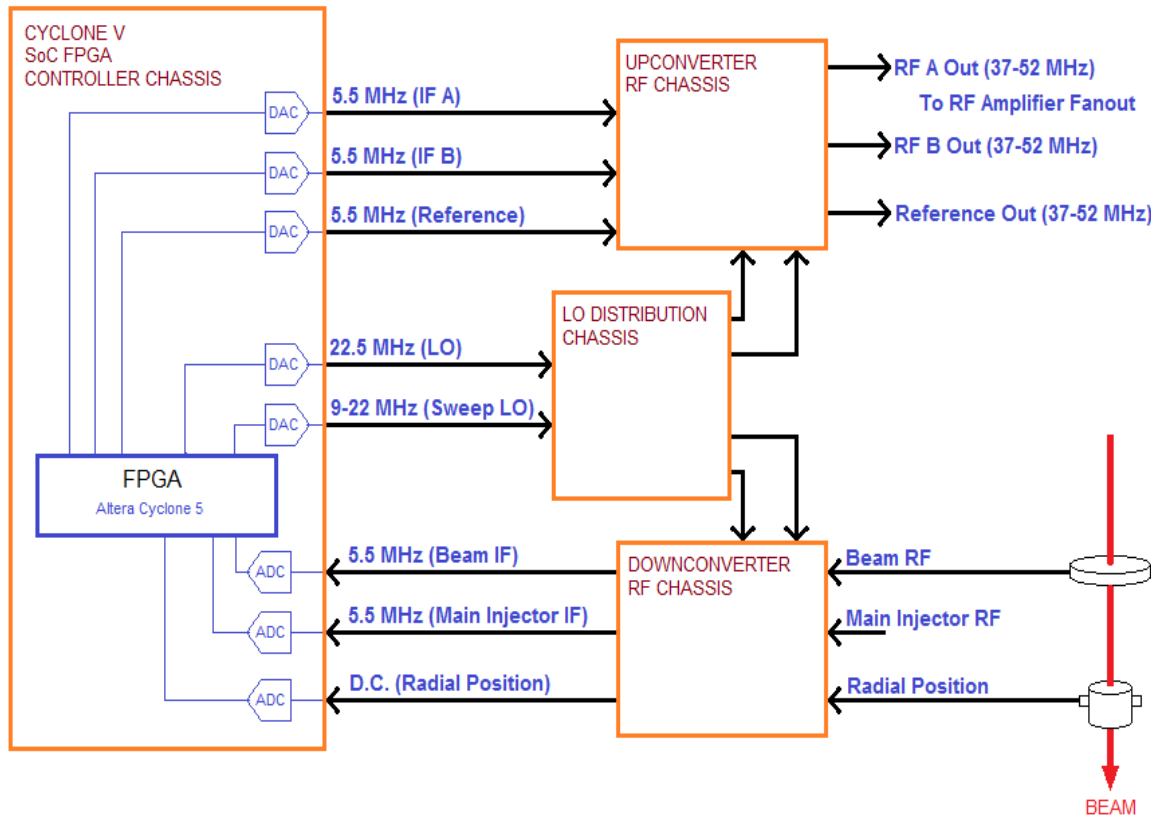 CYCLONE V
SoC FPGA
CONTROLLER CHASSIS
UPCONVERTER
RF CHASSIS
RF A Out (37-52 MHz)
To RF Amplifier Fanout
RF B Out (37-52 MHz)
Reference Out (37-52 MHz)
DAC
5.5 MHz (IF A)
DAC
5.5 MHz (IF B)
DAC
5.5 MHz (Reference)
LO DISTRIBUTION
CHASSIS
DAC
22.5 MHz (LO)
DAC
9-22 MHz (Sweep LO)
FPGA
Altera Cyclone 5
DOWNCONVERTER
RF CHASSIS
ADC
5.5 MHz (Beam IF)
Beam RF
ADC
5.5 MHz (Main Injector IF)
Main Injector RF
ADC
D.C. (Radial Position)
Radial Position
BEAM